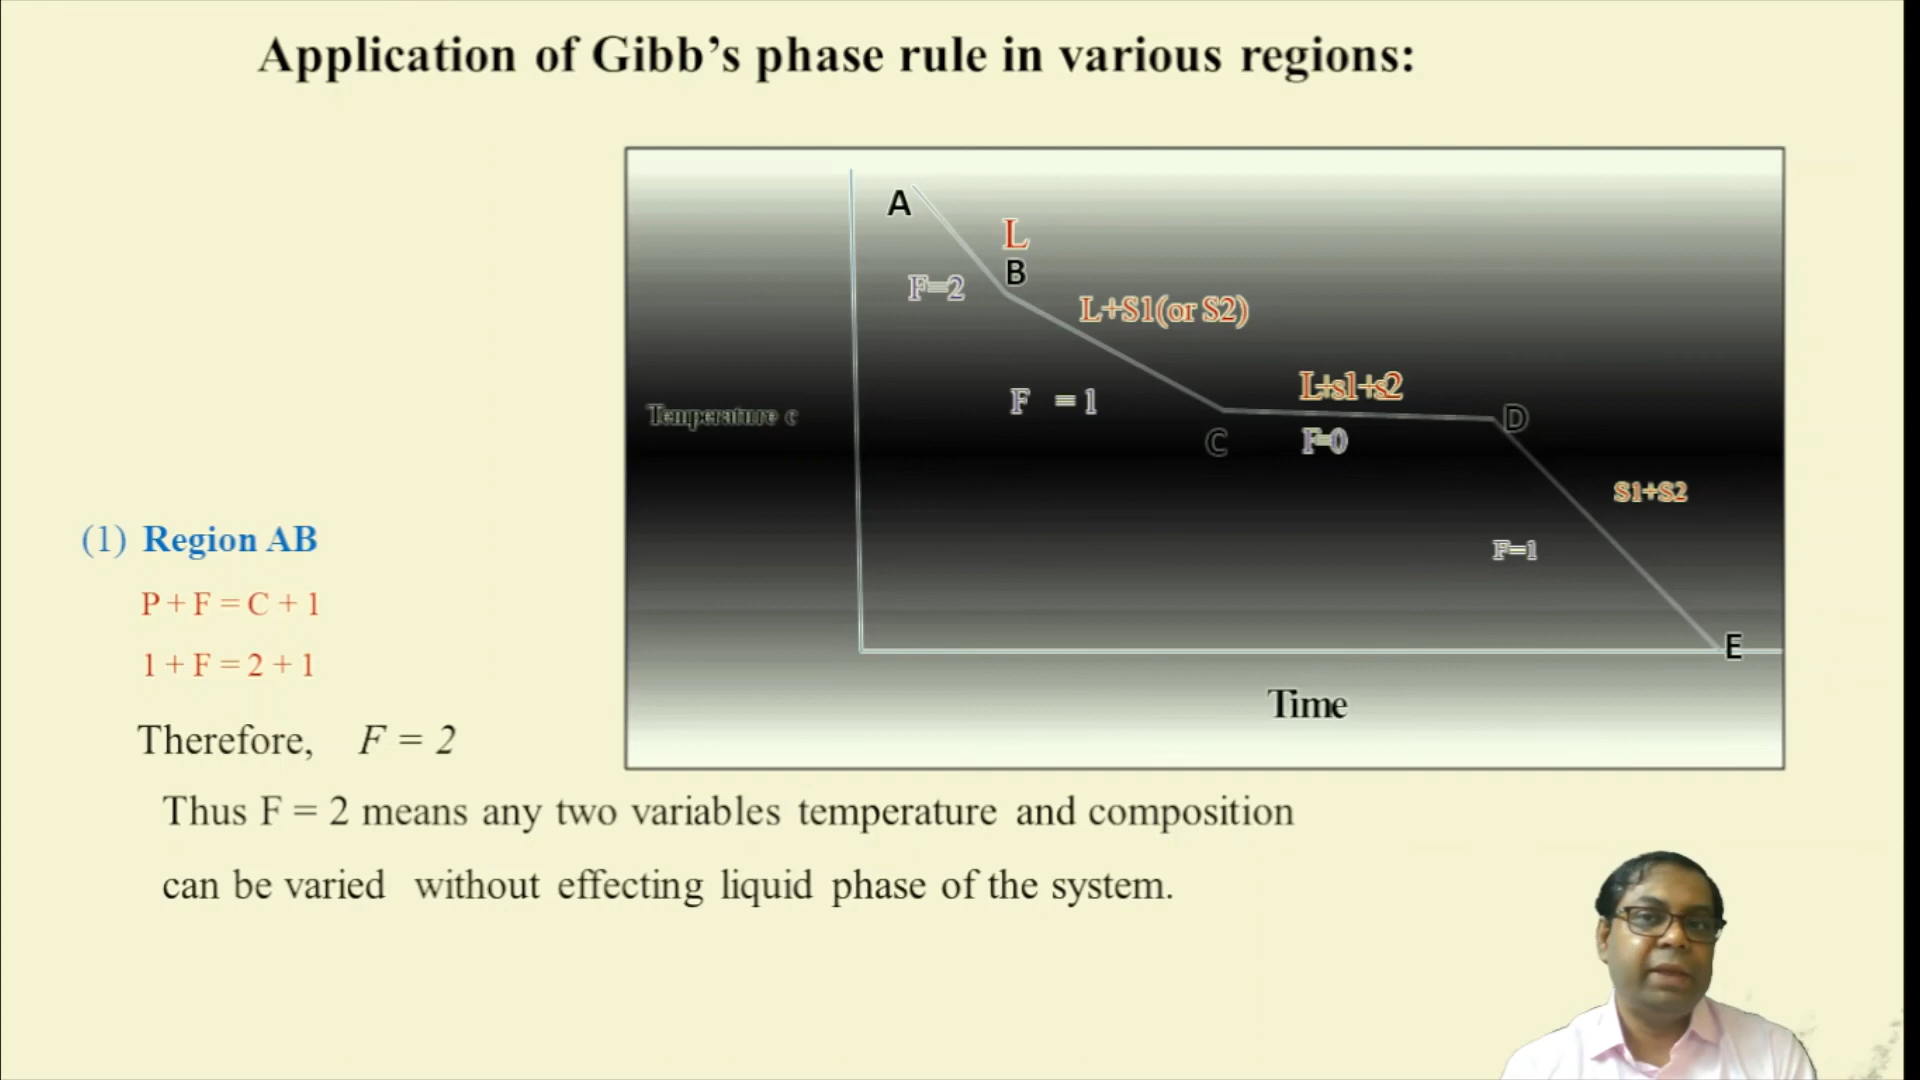 Application of Gibb’s phase rule in various regions:
A
L
B
F=2
L+S1(or S2)
F = 1
L+s1+s2
Temperature c
D
C
F=0
S1+S2
F=1
E
Time
(1) Region AB
P + F = C + 1
1 + F = 2 + 1
Therefore, F = 2
Thus F = 2 means any two variables temperature and composition
can be varied without effecting liquid phase of the system.